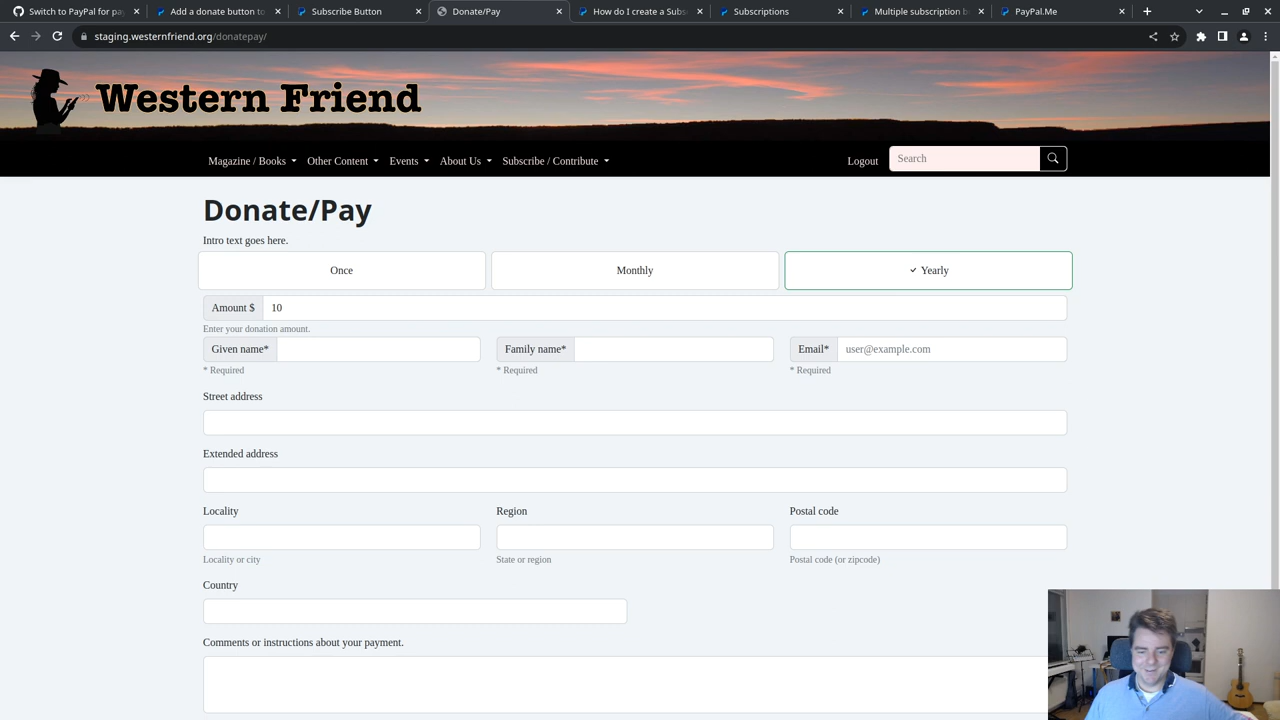 Switch to PayPal for pay
Add a donation to a
Subscribe Button
Donate/Pay
How do I create a Subs
Subscriptions
Multiple subscription b
PayPal.Me
staging.westernfriend.org/donatepay/
Western Friend
Magazine / Books
Other Content
Events
About Us
Subscribe / Contribute
Logout
Search
Donate/Pay
Intro text goes here.
Once
Monthly
Yearly
Amount $
10
Enter your donation amount.
Given name*
Family name*
Email*
user@example.com
* Required
* Required
* Required
Street address
Extended address
Locality
Region
Postal code
Locality or city
State or region
Postal code (or zipcode)
Country
Comments or instructions about your payment.